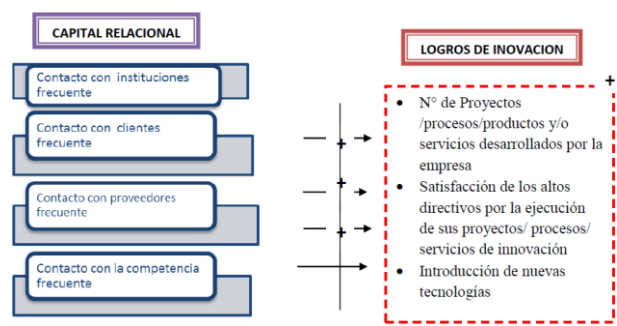 CAPITAL RELACIONAL
Contacto con instituciones
frecuente
Contacto con clientes
frecuente
Contacto con proveedores
frecuente
Contacto con la competencia
frecuente
+
+
+
LOGROS DE INOVACION
+
• N° de Proyectos
/procesos/productos y/o
servicios desarrollados por la
empresa
• Satisfacción de los altos
directivos por la ejecución
de sus proyectos/ procesos/
servicios de innovación
• Introducción de nuevas
tecnologías